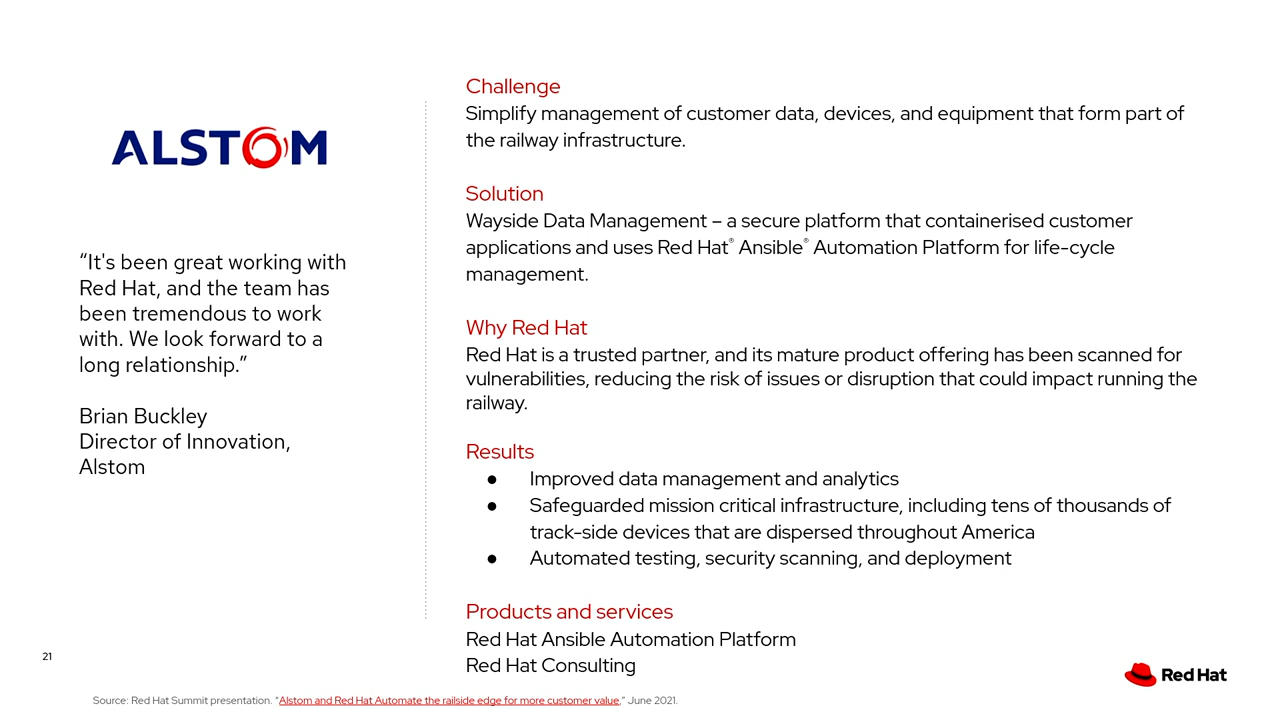 ALSTOM
“It's been great working with
Red Hat, and the team has
been tremendous to work
with. We look forward to a
long relationship.”
Brian Buckley
Director of Innovation,
Alstom
Challenge
Simplify management of customer data, devices, and equipment that form part of
the railway infrastructure.
Solution
Wayside Data Management – a secure platform that containerised customer
applications and uses Red Hat® Ansible® Automation Platform for life-cycle
management.
Why Red Hat
Red Hat is a trusted partner, and its mature product offering has been scanned for
vulnerabilities, reducing the risk of issues or disruption that could impact running the
railway.
Results
● Improved data management and analytics
● Safeguarded mission critical infrastructure, including tens of thousands of
track-side devices that are dispersed throughout America
● Automated testing, security scanning, and deployment
Products and services
Red Hat Ansible Automation Platform
Red Hat Consulting
21
Red Hat
Source: Red Hat Summit presentation. “Alstom and Red Hat Automate the railside edge for more customer value,” June 2021.